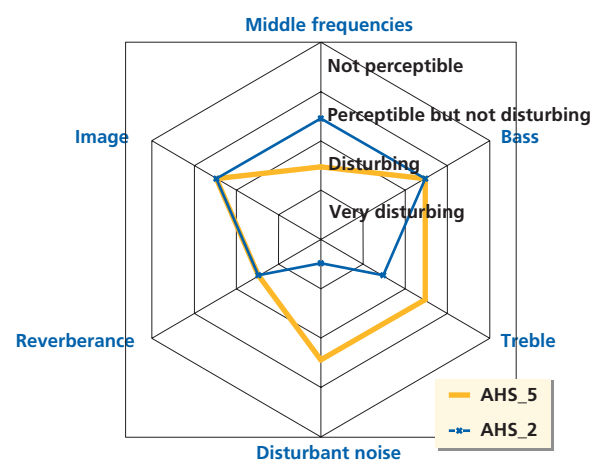 Middle frequencies
Not perceptible
Perceptible but not disturbing
Image
Bass
Disturbing
Very disturbing
Reverberance
Treble
AHS_5
AHS_2
Disturbant noise